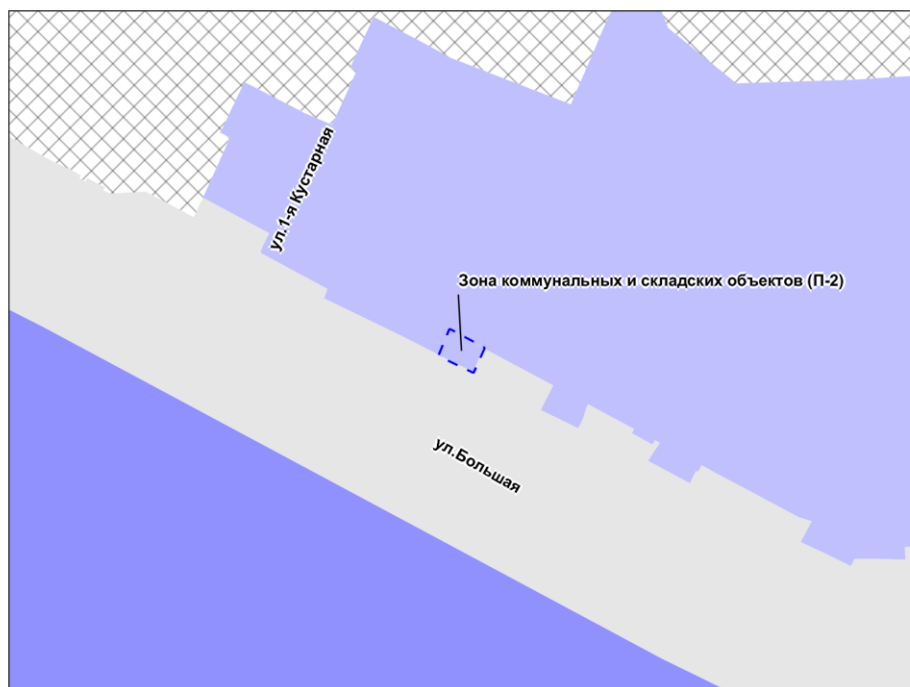 ул.1-я Кустарная
Зона коммунальных и складских объектов (П-2)
ул.Большая